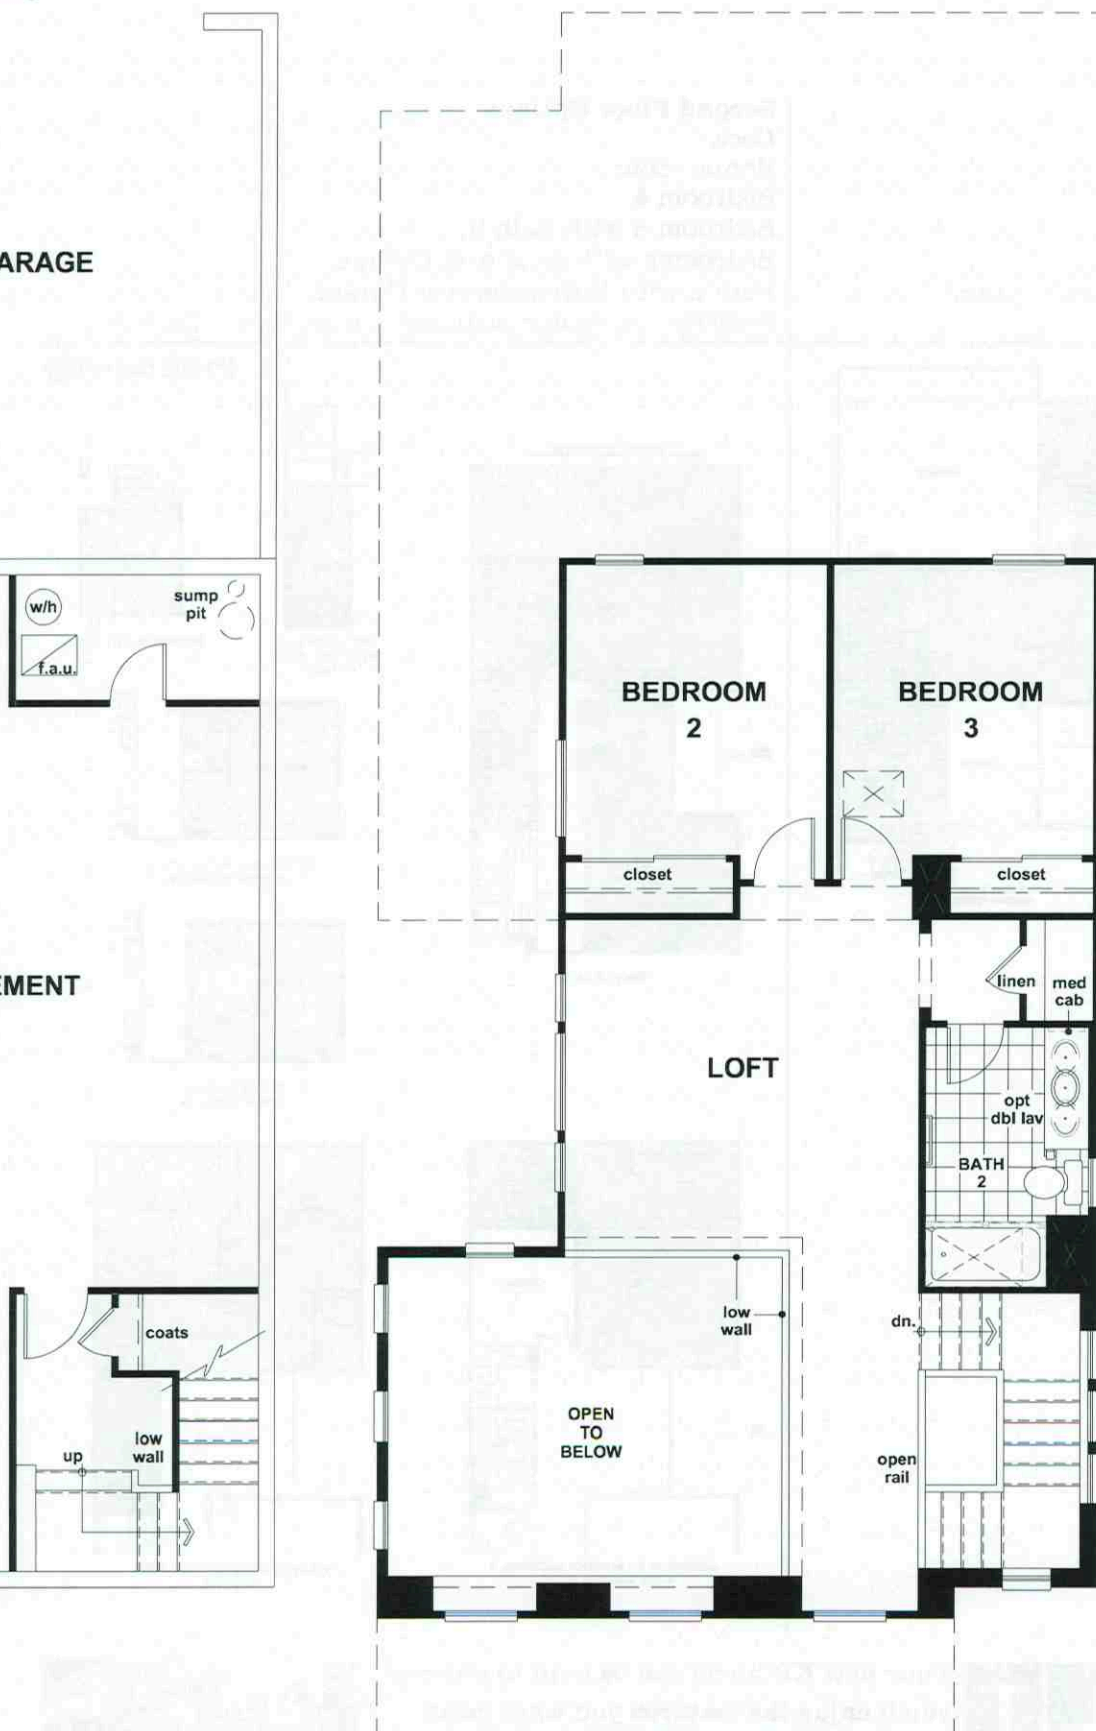 ARAGE
w/h
sump
pit
f.a.u.
EMENT
coats
low
wall
up
BEDROOM
2
BEDROOM
3
closet
closet
linen
med
cab
LOFT
opt
dbl lav
BATH
2
low
wall
dn.
OPEN
TO
BELOW
open
rail